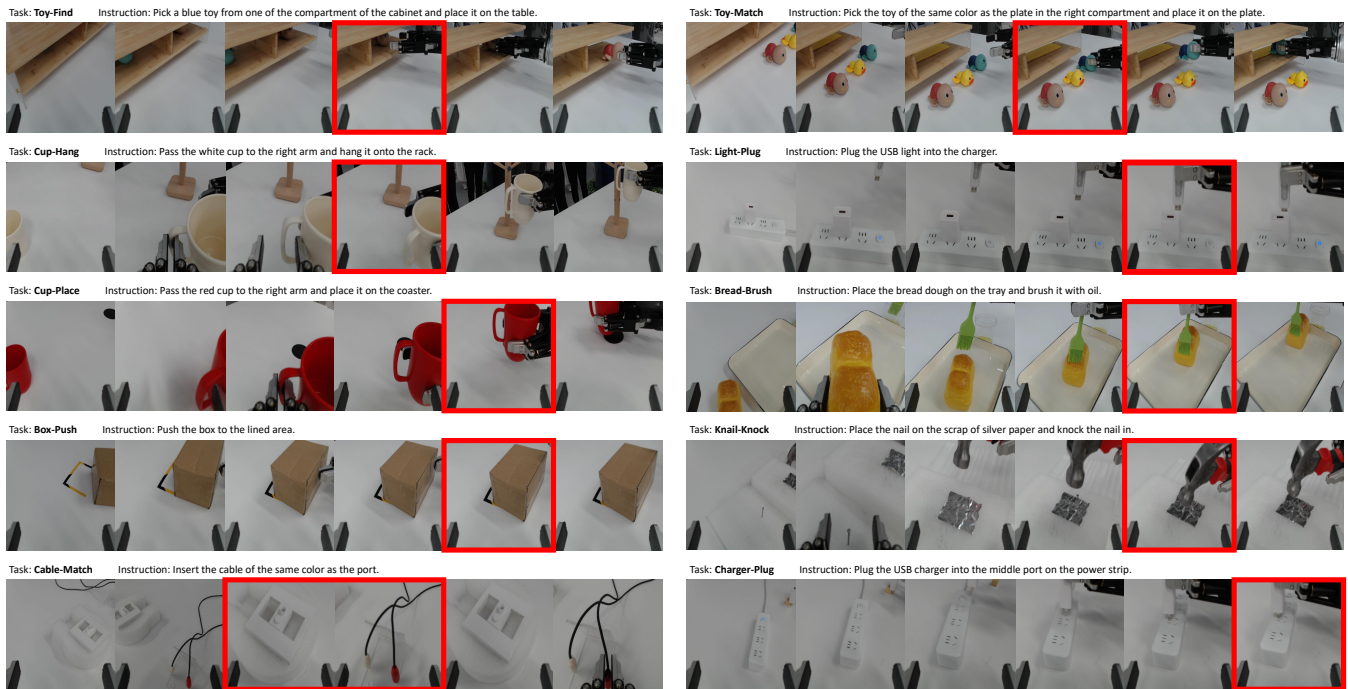 Task: Toy-Find Instruction: Pick a blue toy from one of the compartment of the cabinet and place it on the table.
Task: Cup-Hang Instruction: Pass the white cup to the right arm and hang it onto the rack.
Task: Cup-Place Instruction: Pass the red cup to the right arm and place it on the coaster.
Task: Box-Push Instruction: Push the box to the lined area.
Task: Cable-Match Instruction: Insert the cable of the same color as the port.
Task: Toy-Match Instruction: Pick the toy of the same color as the plate in the right compartment and place it on the plate.
Task: Light-Plug Instruction: Plug the USB light into the charger.
Task: Bread-Brush Instruction: Place the bread dough on the tray and brush it with oil.
Task: Knail-Knock Instruction: Place the nail on the scrap of silver paper and knock the nail in.
Task: Charger-Plug Instruction: Plug the USB charger into the middle port on the power strip.